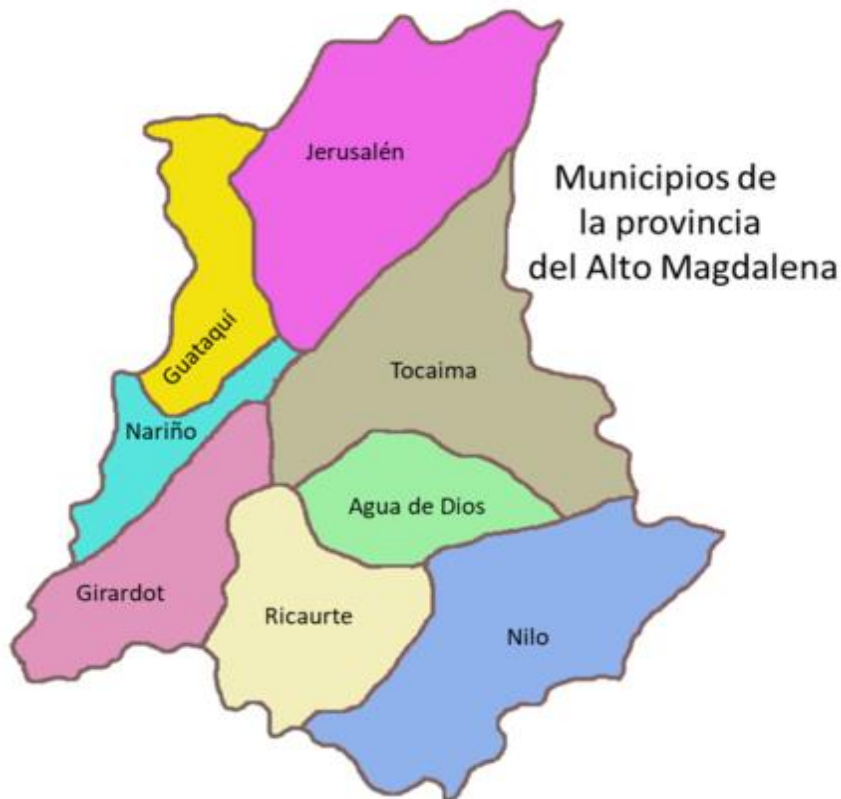 Jerusalén
Municipios de
la provincia
del Alto Magdalena
Guataquí
Tocaima
Nariño
Agua de Dios
Girardot
Ricaurte
Nilo